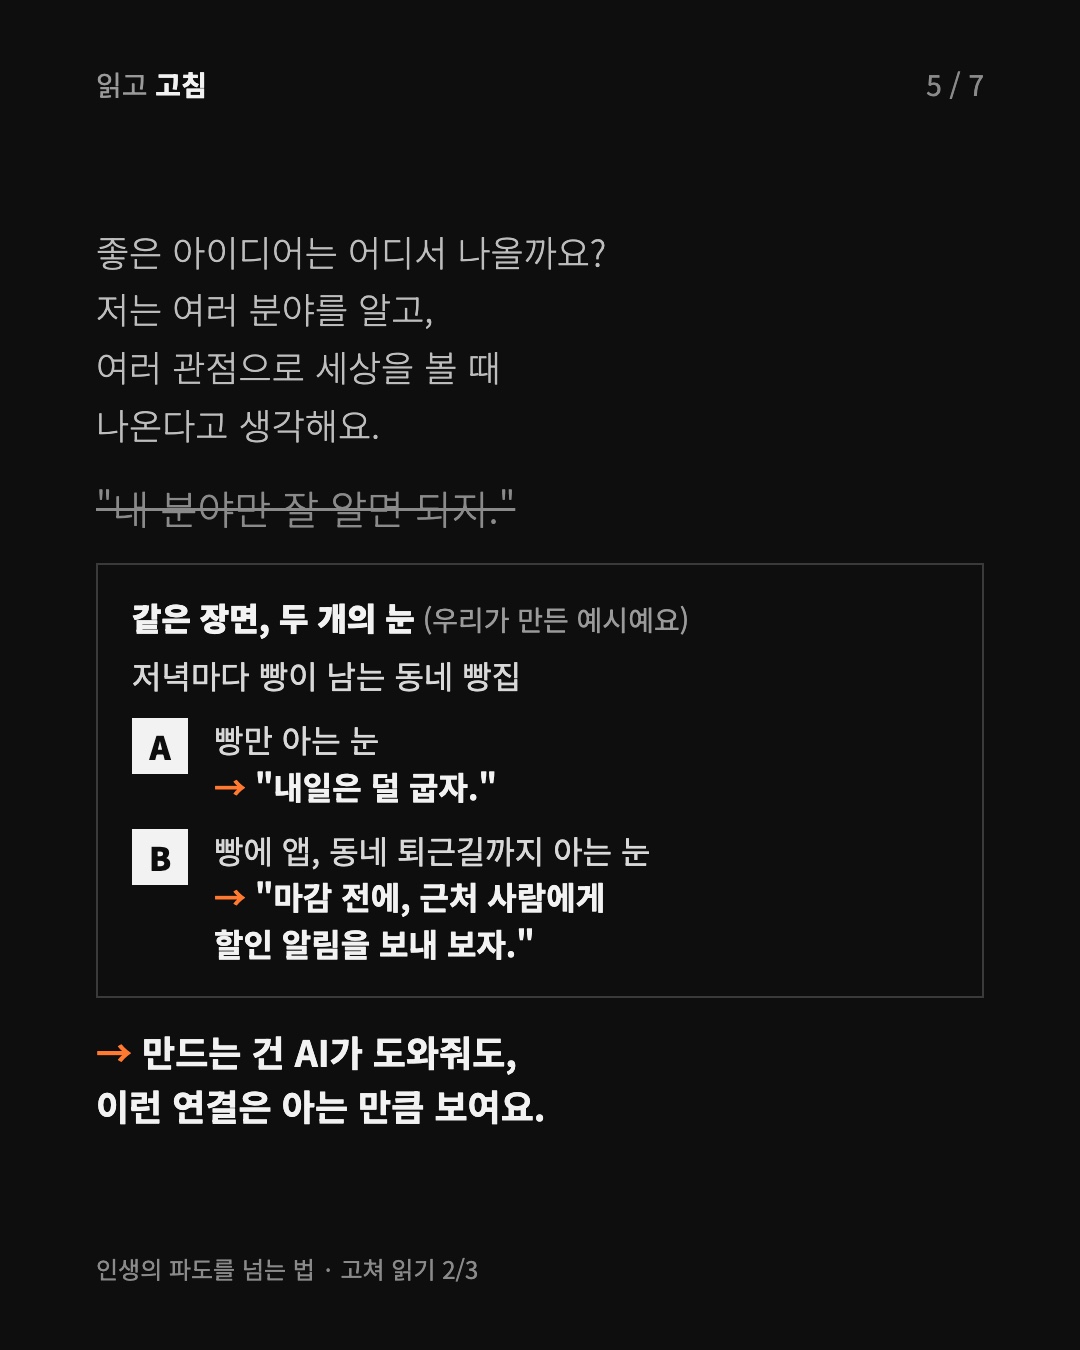 읽고 고침
5 / 7
좋은 아이디어는 어디서 나올까요?
저는 여러 분야를 알고,
여러 관점으로 세상을 볼 때
나온다고 생각해요.
"내 분야만 잘 알면 되지."
같은 장면, 두 개의 눈 (우리가 만든 예시예요)
저녁마다 빵이 남는 동네 빵집
A
빵만 아는 눈
→ "내일은 덜 굽자."
B
빵에 앱, 동네 퇴근길까지 아는 눈
→ "마감 전에, 근처 사람에게
할인 알림을 보내 보자."
→ 만드는 건 AI가 도와줘도,
이런 연결은 아는 만큼 보여요.
인생의 파도를 넘는 법 · 고쳐 읽기 2/3